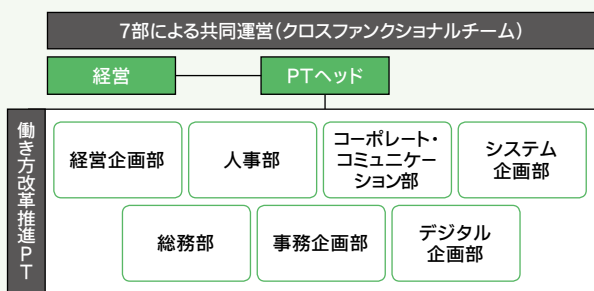 7部による共同運営(クロスファンクショナルチーム)
経営
PTヘッド
働き方改革推進PT
経営企画部
人事部
コーポレート・
コミュニケー
ション部
システム
企画部
総務部
事務企画部
デジタル
企画部